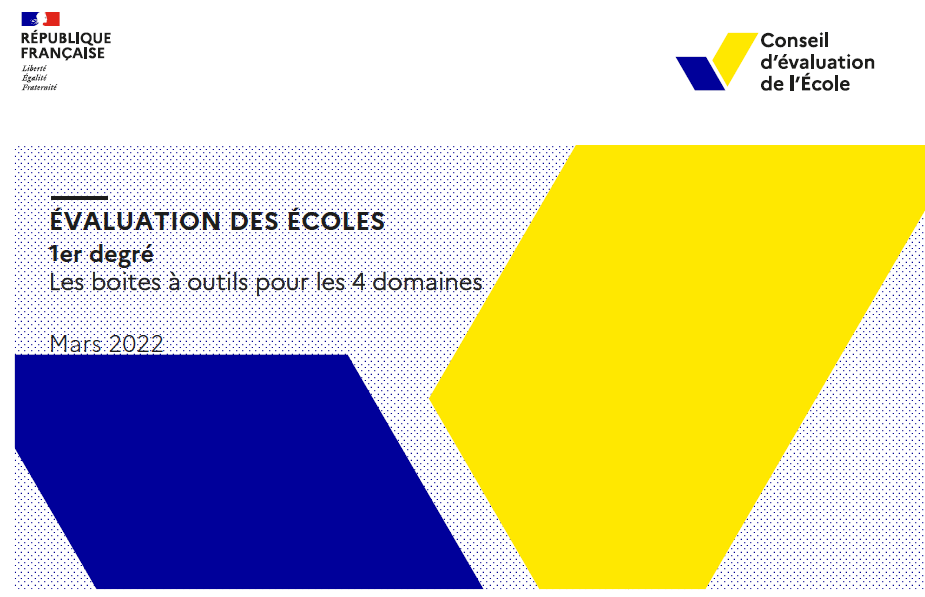 RÉPUBLIQUE
FRANÇAISE
Liberté
Égalité
Fraternité
Conseil
d'évaluation
de l'École
ÉVALUATION DES ÉCOLES
1er degré
Les boites à outils pour les 4 domaines
Mars 2022